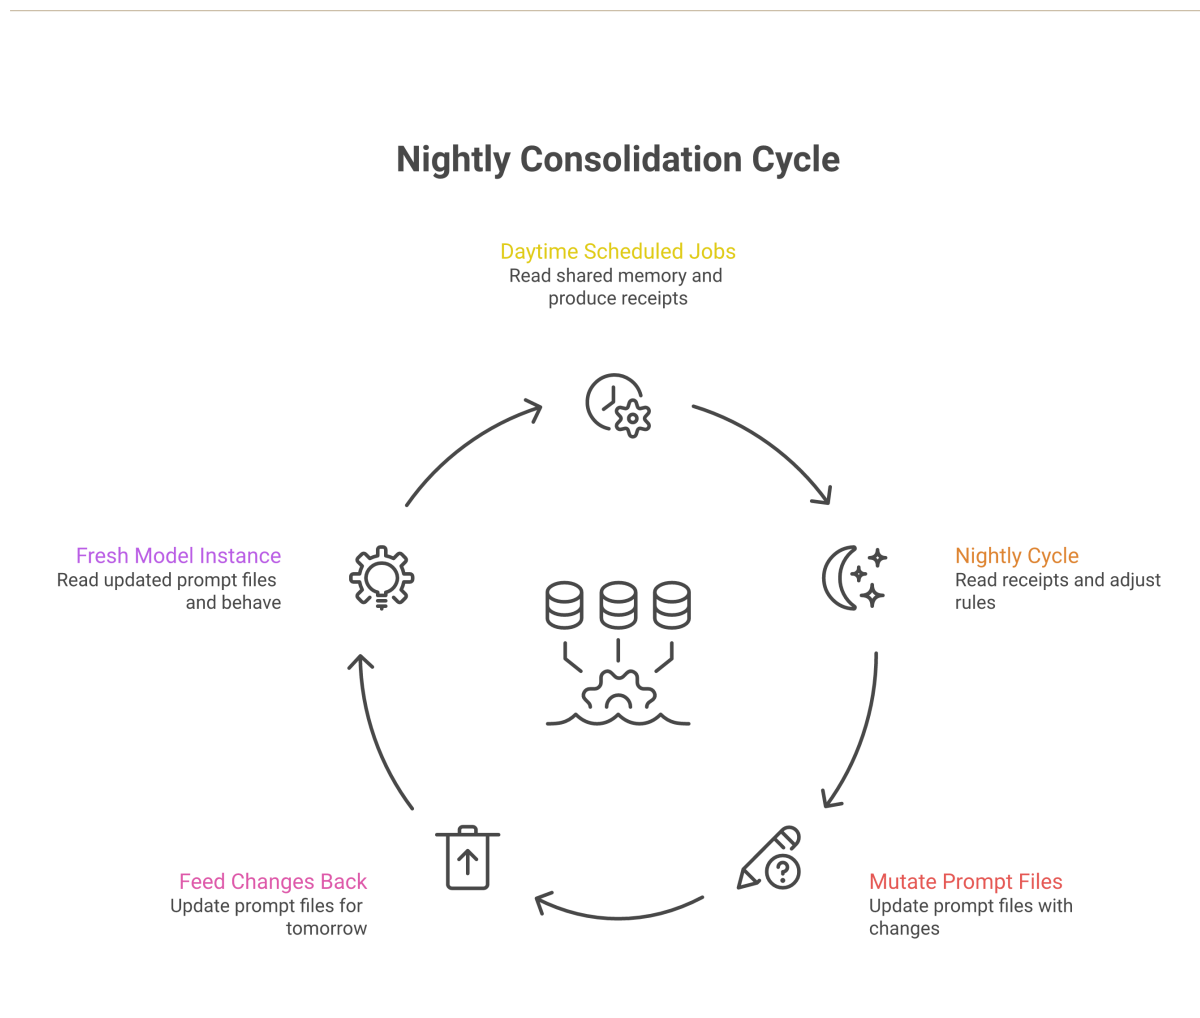 Nightly Consolidation Cycle
Daytime Scheduled Jobs
Read shared memory and
produce receipts
Nightly Cycle
Read receipts and adjust
rules
Mutate Prompt Files
Update prompt files with
changes
Feed Changes Back
Update prompt files for
tomorrow
Fresh Model Instance
Read updated prompt files
and behave
?